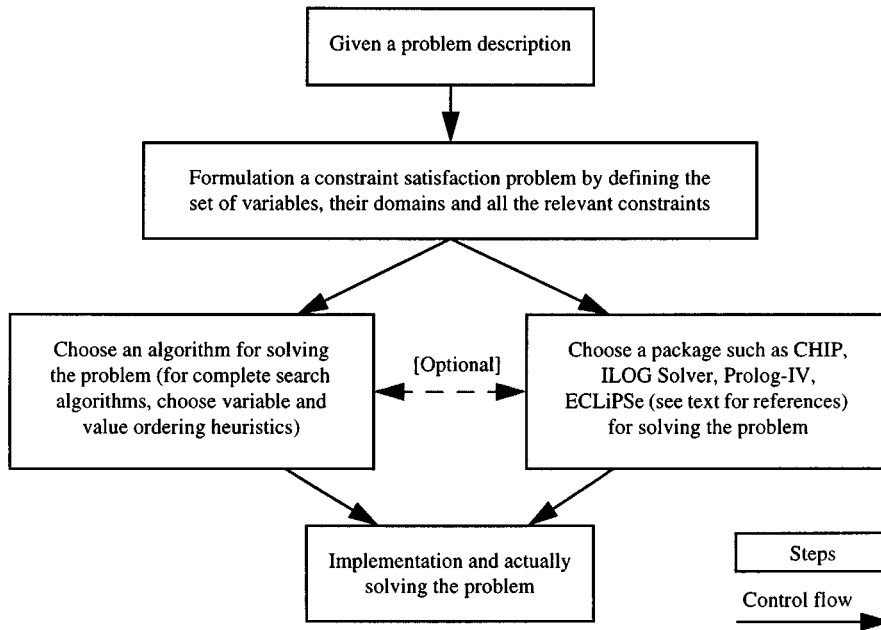 Given a problem description
Formulation a constraint satisfaction problem by defining the
set of variables, their domains and all the relevant constraints
Choose an algorithm for solving
the problem (for complete search
algorithms, choose variable and
value ordering heuristics)
[Optional]
Choose a package such as CHIP,
ILOG Solver, Prolog-IV,
ECLiPSe (see text for references)
for solving the problem
Implementation and actually
solving the problem
Steps
Control flow